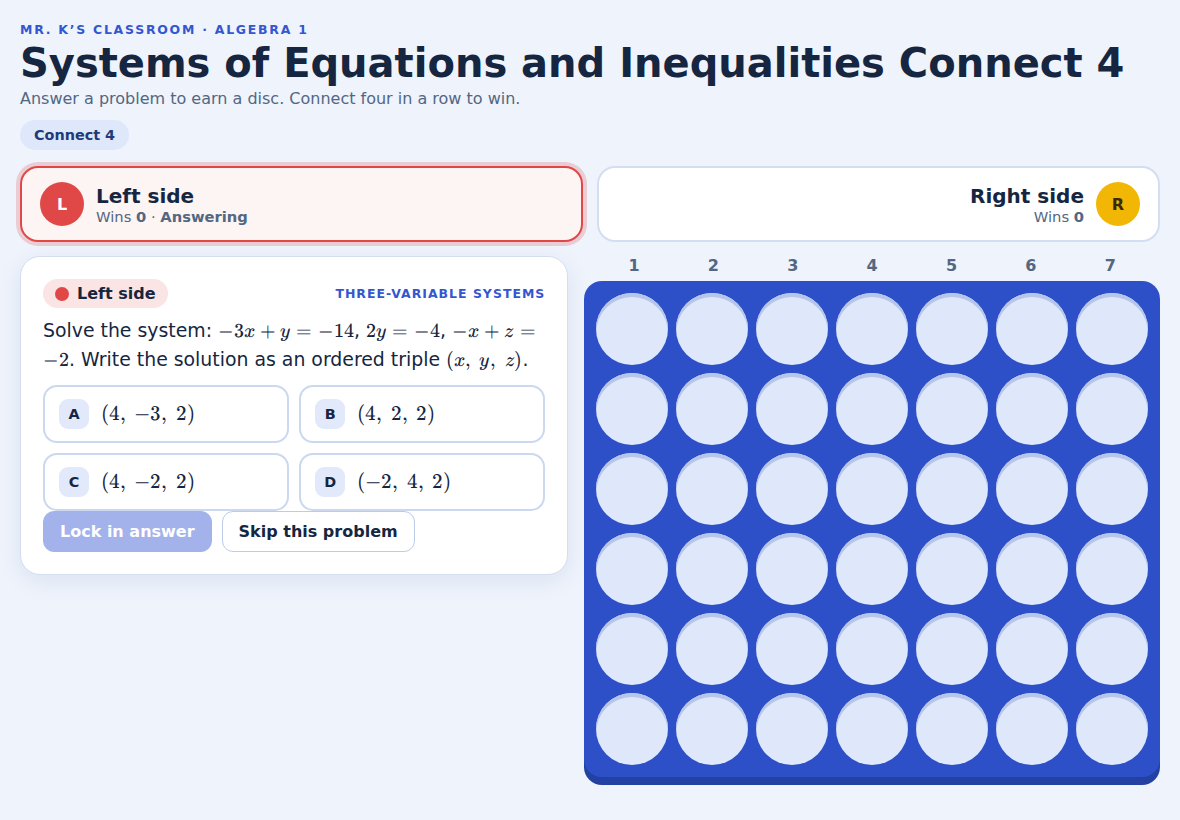 MR. K’S CLASSROOM · ALGEBRA 1
Systems of Equations and Inequalities Connect 4
Answer a problem to earn a disc. Connect four in a row to win.
Connect 4
L
Left side
Wins 0 · Answering
Right side
Wins 0
R
Left side
THREE-VARIABLE SYSTEMS
Solve the system: −3x + y = −14, 2y = −4, −x + z =
−2. Write the solution as an ordered triple (x, y, z).
A (4, −3, 2)
B (4, 2, 2)
C (4, −2, 2)
D (−2, 4, 2)
Lock in answer
Skip this problem
1 2 3 4 5 6 7